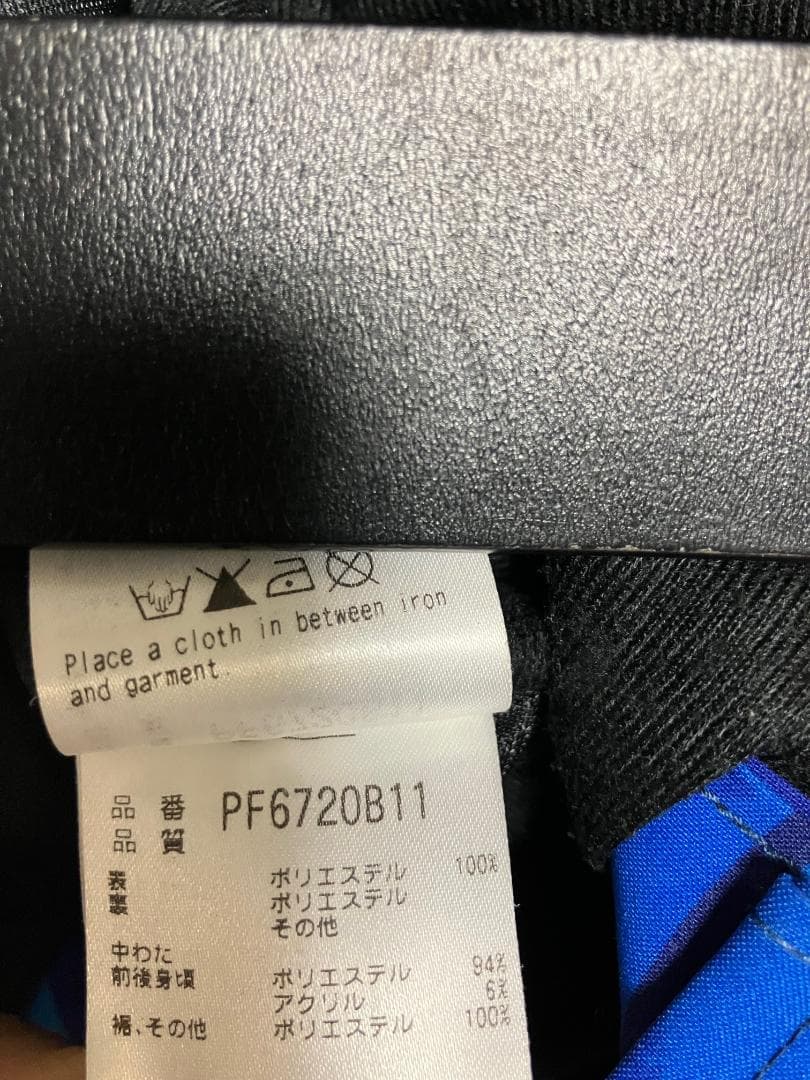 Place a cloth in between iron
and garment.
品 番 PF6720B11
品 質
ポリエステル 100%
ポリエステル
その他
中わた
前後身頃 ポリエステル 94%
アクリル 6%
裾、その他 ポリエステル 100%